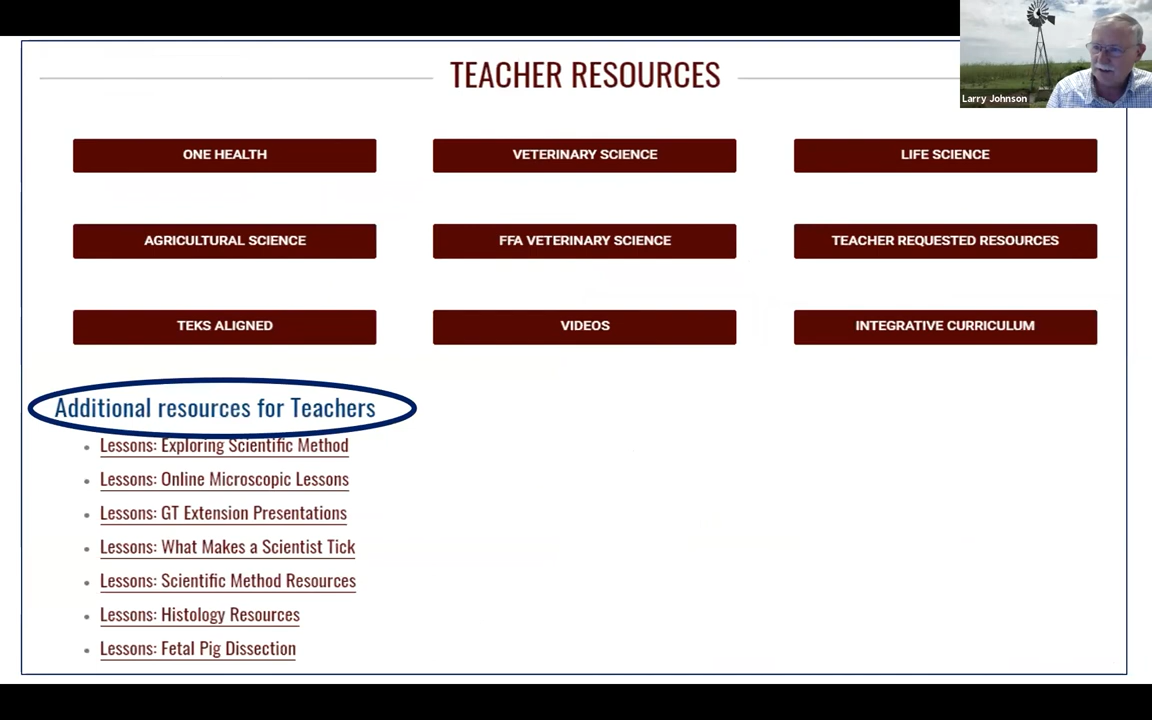 TEACHER RESOURCES
Larry Johnson
ONE HEALTH
VETERINARY SCIENCE
LIFE SCIENCE
AGRICULTURAL SCIENCE
FFA VETERINARY SCIENCE
TEACHER REQUESTED RESOURCES
TEKS ALIGNED
VIDEOS
INTEGRATIVE CURRICULUM
Additional resources for Teachers
Lessons: Exploring Scientific Method
Lessons: Online Microscopic Lessons
Lessons: GT Extension Presentations
Lessons: What Makes a Scientist Tick
Lessons: Scientific Method Resources
Lessons: Histology Resources
Lessons: Fetal Pig Dissection